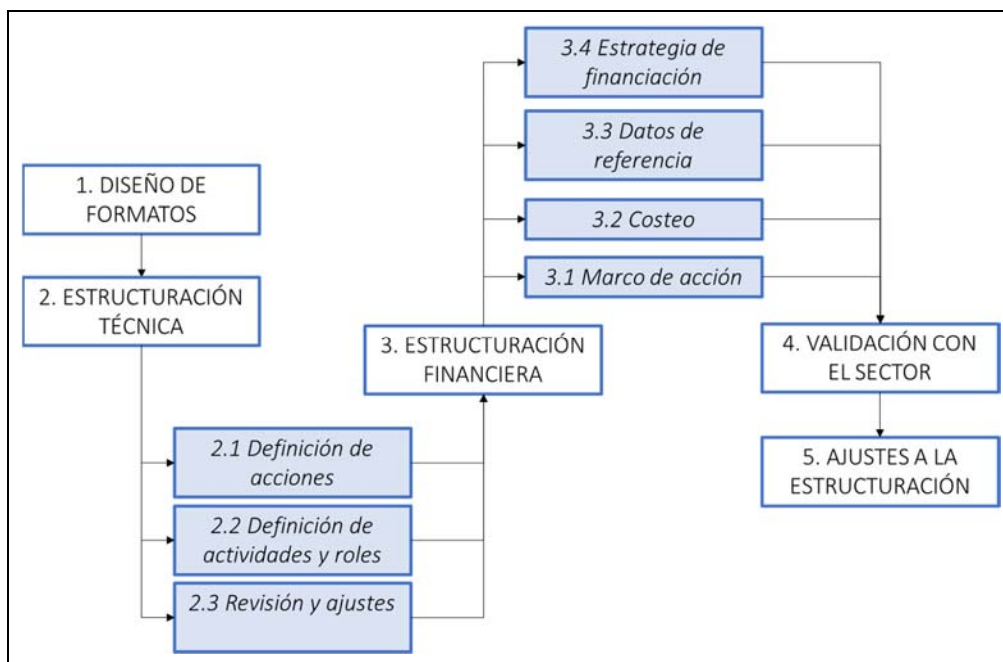 1. DISEÑO DE
FORMATOS
2. ESTRUCTURACIÓN
TÉCNICA
2.1 Definición de
acciones
2.2 Definición de
actividades y roles
2.3 Revisión y ajustes
3. ESTRUCTURACIÓN
FINANCIERA
3.4 Estrategia de
financiación
3.3 Datos de
referencia
3.2 Costeo
3.1 Marco de acción
4. VALIDACIÓN CON
EL SECTOR
5. AJUSTES A LA
ESTRUCTURACIÓN